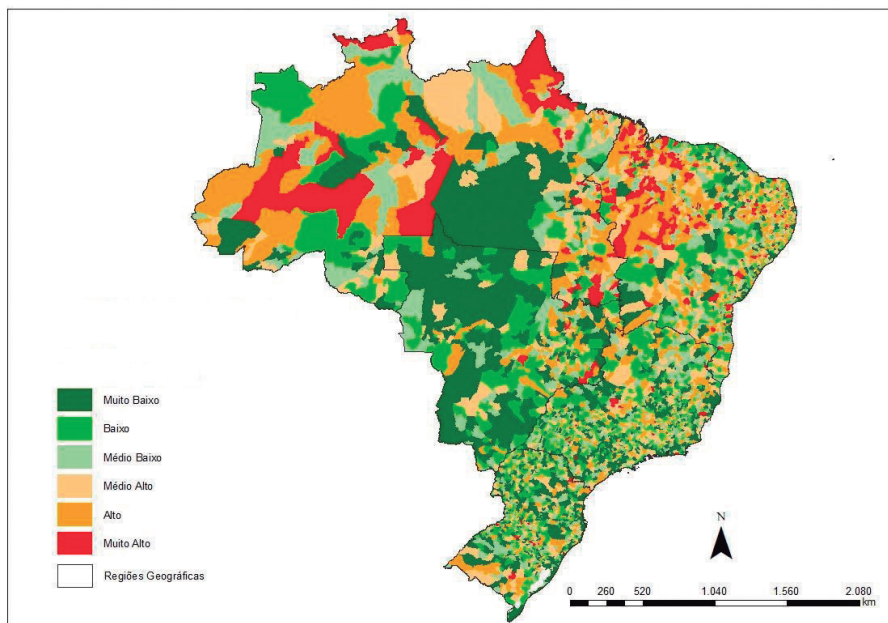 Muito Baixo
Baixo
Médio Baixo
Médio Alto
Alto
Muito Alto
Regiões Geográficas
N
0 260 520 1.040 1.560 2.080
km